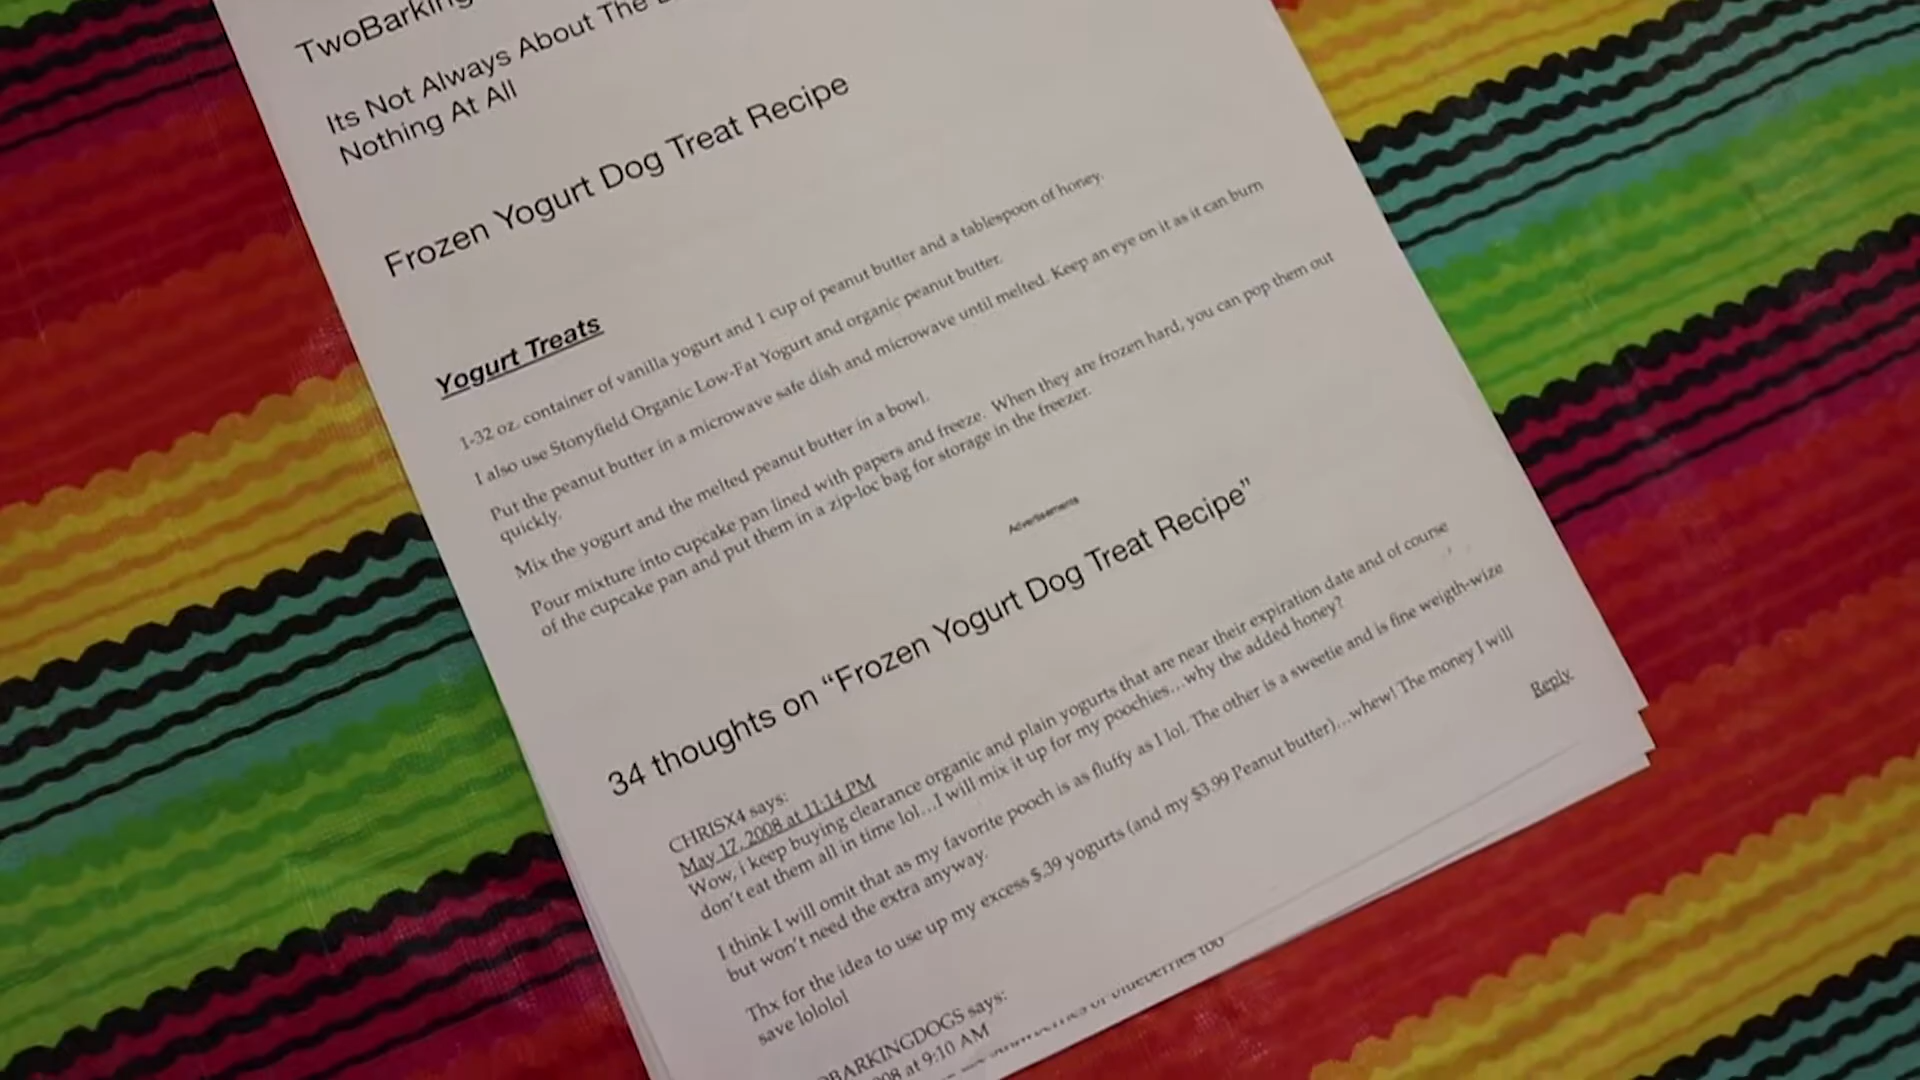 TwoBarking
Its Not Always About The
Nothing At All
Frozen Yogurt Dog Treat Recipe
Yogurt Treats
1-32 oz. container of vanilla yogurt and 1 cup of peanut butter and a tablespoon of honey.
I also use Stonyfield Organic Low-Fat Yogurt and organic peanut butter.
Put the peanut butter in a microwave safe dish and microwave until melted. Keep an eye on it as it can burn
quickly.
Mix the yogurt and the melted peanut butter in a bowl.
Pour mixture into cupcake pan lined with papers and freeze. When they are frozen hard, you can pop them out
of the cupcake pan and put them in a zip-loc bag for storage in the freezer.
Advertisements
34 thoughts on “Frozen Yogurt Dog Treat Recipe”
CHRISX4 says:
May 17, 2008 at 11:14 PM
Wow, i keep buying clearance organic and plain yogurts that are near their expiration date and of course
don’t eat them all in time lol…I will mix it up for my poochies…why the added honey?
I think I will omit that as my favorite pooch is as fluffy as I lol. The other is a sweetie and is fine weigth-wize
but won’t need the extra anyway.
Thx for the idea to use up my excess $.39 yogurts (and my $3.99 Peanut butter)…whew! The money I will
save lololol
Reply
BARKINGDOGS says:
08 at 9:10 AM
or blueberries too